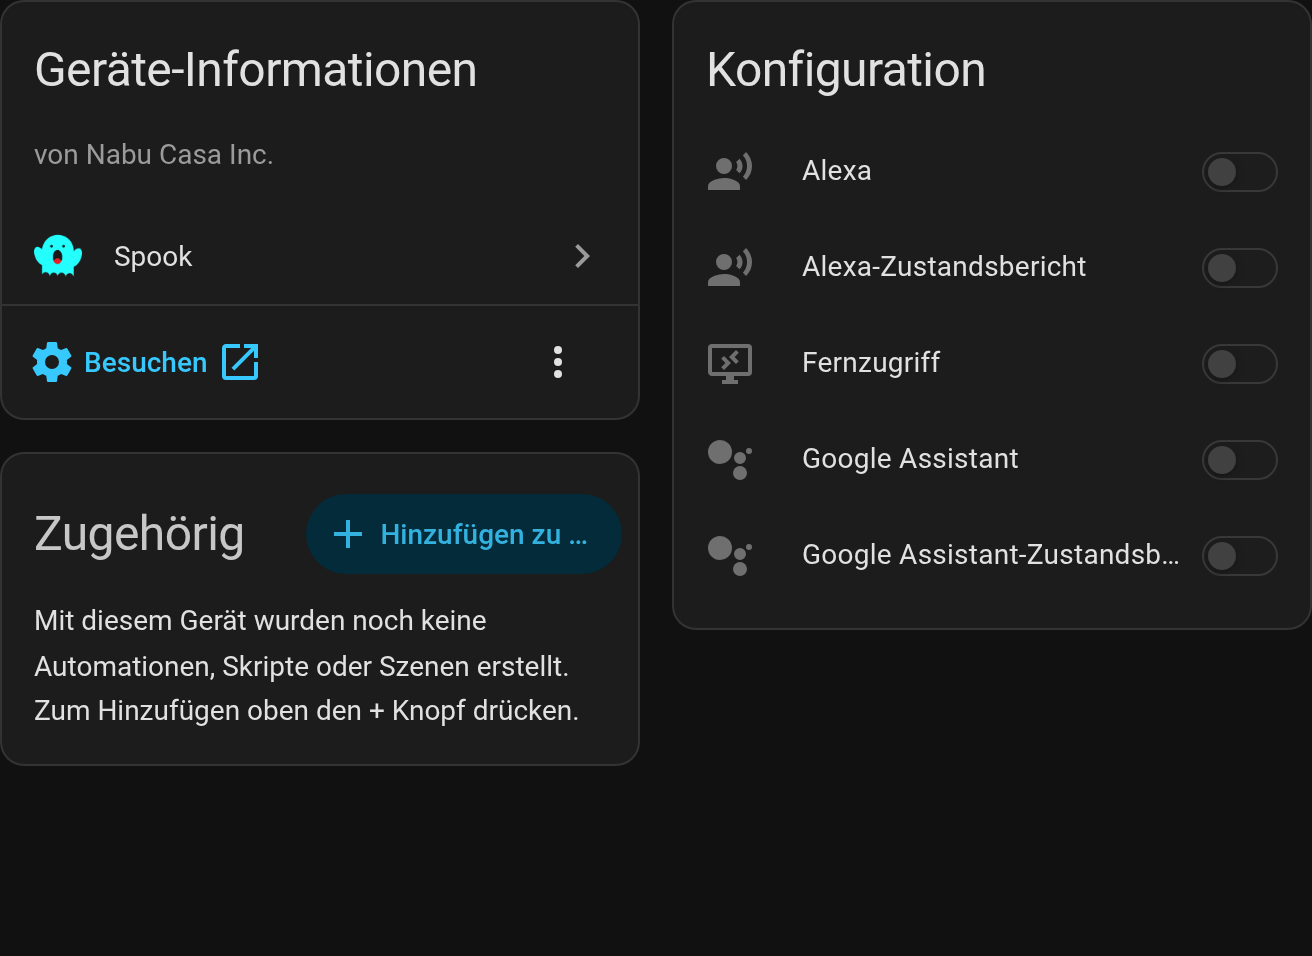 Geräte-Informationen
von Nabu Casa Inc.
Spook
Besuchen
Zugehörig
Hinzufügen zu ...
Mit diesem Gerät wurden noch keine
Automationen, Skripte oder Szenen erstellt.
Zum Hinzufügen oben den + Knopf drücken.
Konfiguration
Alexa
Alexa-Zustandsbericht
Fernzugriff
Google Assistant
Google Assistant-Zustandsb...